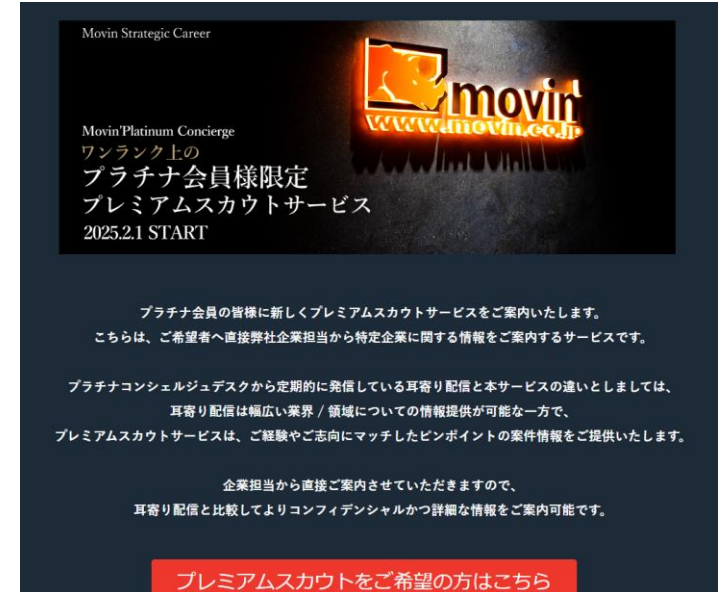 Movin Strategic Career
movin'
www.movin.co.jp
Movin'Platinum Concierge
ワンランク上の
プラチナ会員様限定
プレミアムスカウトサービス
2025.2.1 START
プラチナ会員の皆様に新しくプレミアムスカウトサービスをご案内いたします。
こちらは、ご希望者へ直接弊社企業担当から特定企業に関する情報をご案内するサービスです。
プラチナコンシェルジュデスクから定期的に発信している耳寄り配信と本サービスの違いとしましては、
耳寄り配信は幅広い業界 / 領域についての情報提供が可能な一方で、
プレミアムスカウトサービスは、ご経験やご志向にマッチしたピンポイントの案件情報をご提供いたします。
企業担当から直接ご案内させていただきますので、
耳寄り配信と比較してよりコンフィデンシャルかつ詳細な情報をご案内可能です。
プレミアムスカウトをご希望の方はこちら